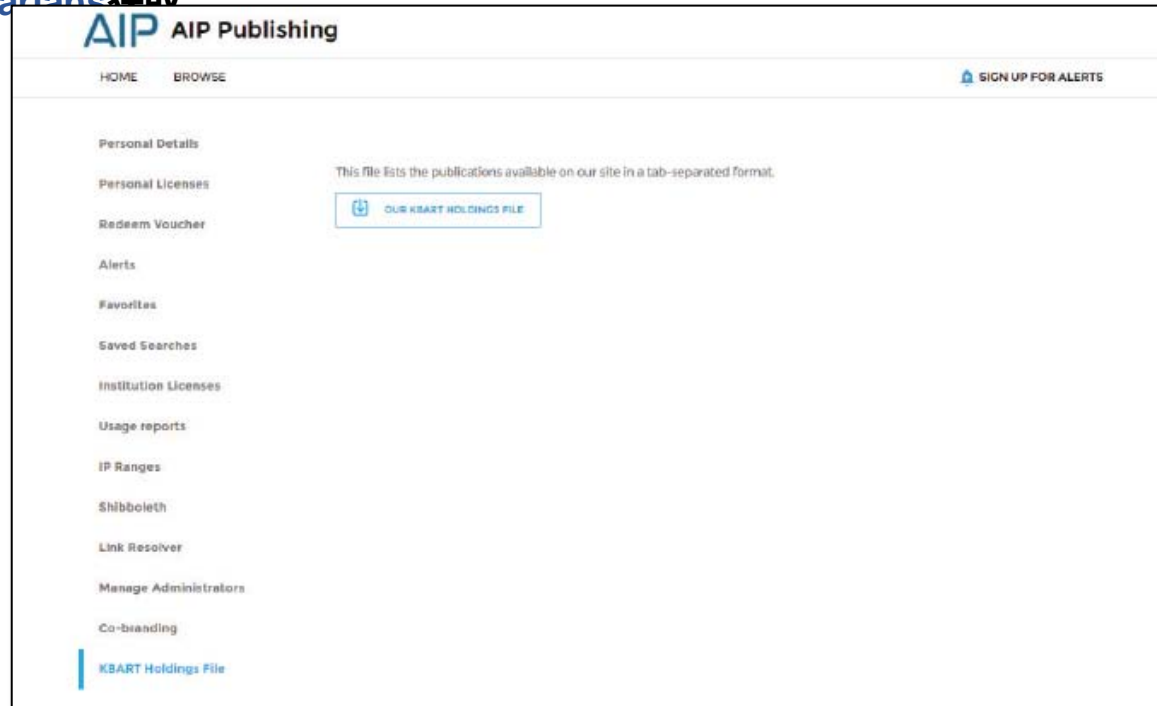 AIP AIP Publishing
HOME BROWSE SIGN UP FOR ALERTS
Personal Details
This file lists the publications available on our site in a tab-separated format.
Personal Licenses
OUR KBART HOLDINGS FILE
Redeem Voucher
Alerts
Favorites
Saved Searches
Institution Licenses
Usage reports
IP Ranges
Shibboleth
Link Resolver
Manage Administrators
Co-branding
KBART Holdings File